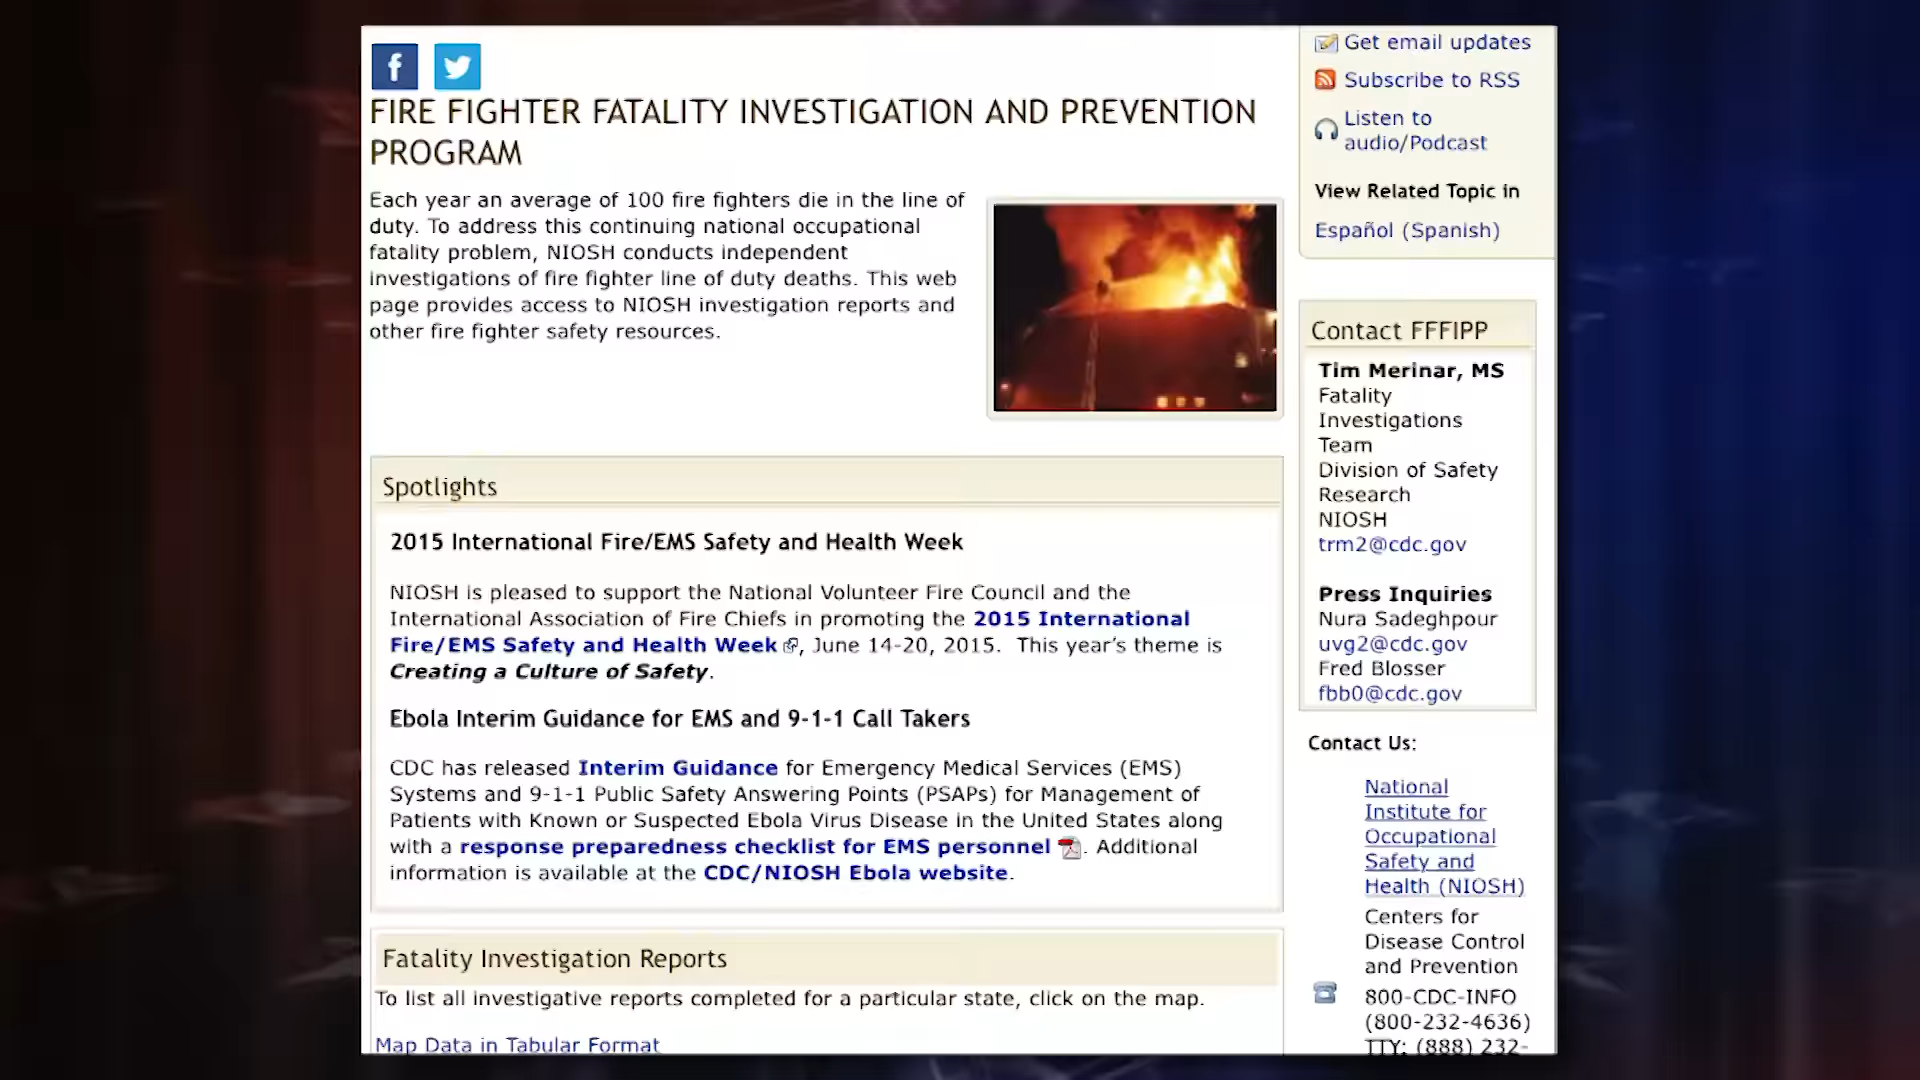 FIRE FIGHTER FATALITY INVESTIGATION AND PREVENTION
PROGRAM
Each year an average of 100 fire fighters die in the line of
duty. To address this continuing national occupational
fatality problem, NIOSH conducts independent
investigations of fire fighter line of duty deaths. This web
page provides access to NIOSH investigation reports and
other fire fighter safety resources.
Spotlights
2015 International Fire/EMS Safety and Health Week
NIOSH is pleased to support the National Volunteer Fire Council and the
International Association of Fire Chiefs in promoting the 2015 International
Fire/EMS Safety and Health Week, June 14-20, 2015. This year's theme is
Creating a Culture of Safety.
Ebola Interim Guidance for EMS and 9-1-1 Call Takers
CDC has released Interim Guidance for Emergency Medical Services (EMS)
Systems and 9-1-1 Public Safety Answering Points (PSAPs) for Management of
Patients with Known or Suspected Ebola Virus Disease in the United States along
with a response preparedness checklist for EMS personnel. Additional
information is available at the CDC/NIOSH Ebola website.
Fatality Investigation Reports
To list all investigative reports completed for a particular state, click on the map.
Map Data in Tabular Format
Get email updates
Subscribe to RSS
Listen to
audio/Podcast
View Related Topic in
Español (Spanish)
Contact FFFIPP
Tim Merinar, MS
Fatality
Investigations
Team
Division of Safety
Research
NIOSH
trm2@cdc.gov
Press Inquiries
Nura Sadeghpour
uvg2@cdc.gov
Fred Blosser
fbb0@cdc.gov
Contact Us:
National
Institute for
Occupational
Safety and
Health (NIOSH)
Centers for
Disease Control
and Prevention
800-CDC-INFO
(800-232-4636)
TTY: (888) 232-